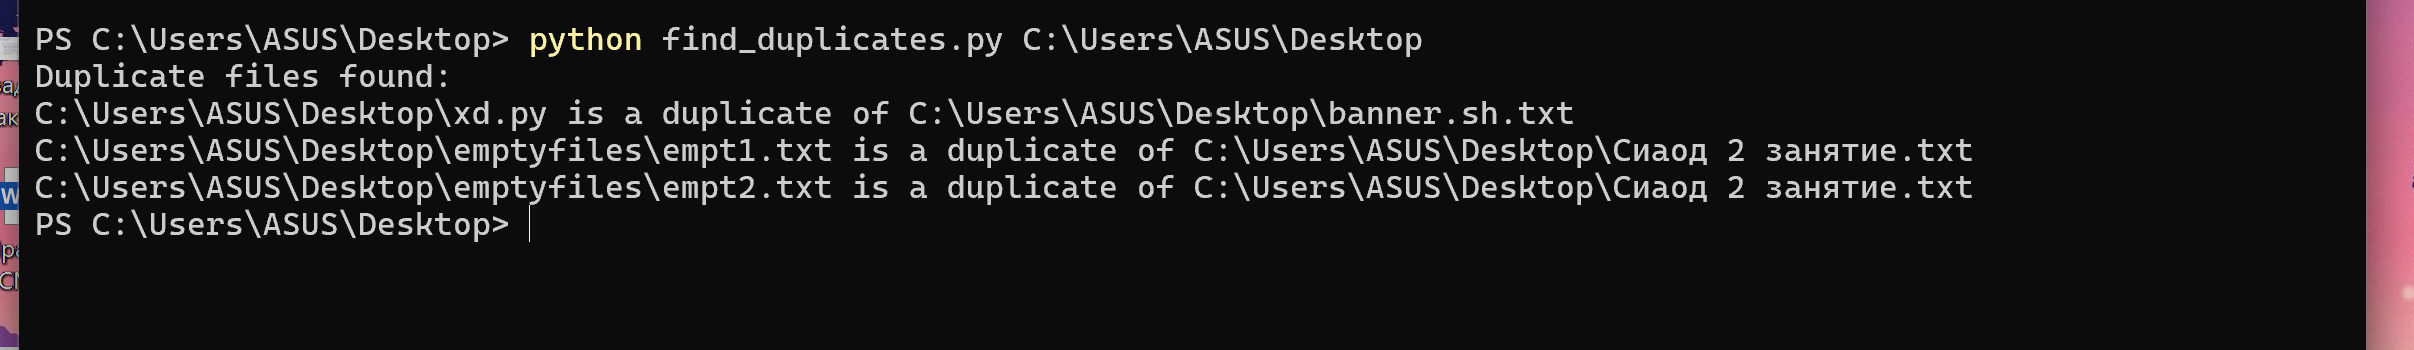 PS C:\Users\ASUS\Desktop> python find_duplicates.py C:\Users\ASUS\Desktop
Duplicate files found:
C:\Users\ASUS\Desktop\xd.py is a duplicate of C:\Users\ASUS\Desktop\banner.sh.txt
C:\Users\ASUS\Desktop\emptyfiles\empt1.txt is a duplicate of C:\Users\ASUS\Desktop\Сиаод 2 занятие.txt
C:\Users\ASUS\Desktop\emptyfiles\empt2.txt is a duplicate of C:\Users\ASUS\Desktop\Сиаод 2 занятие.txt
PS C:\Users\ASUS\Desktop>